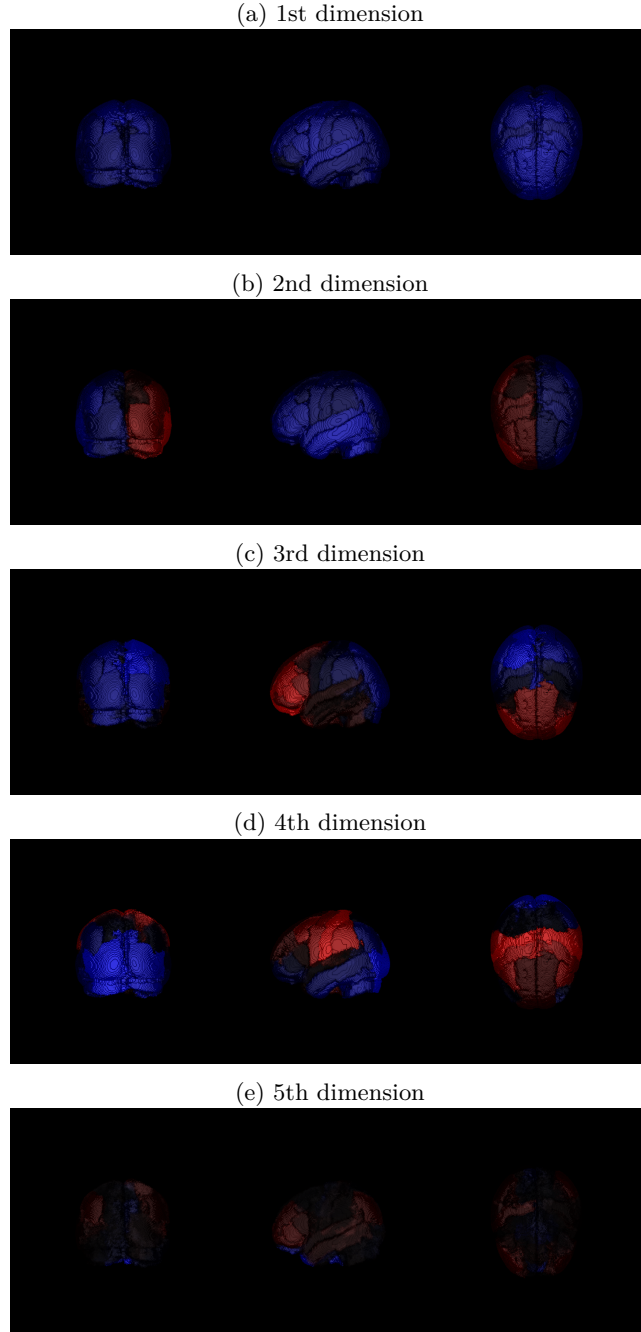 (a) 1st dimension
(b) 2nd dimension
(c) 3rd dimension
(d) 4th dimension
(e) 5th dimension